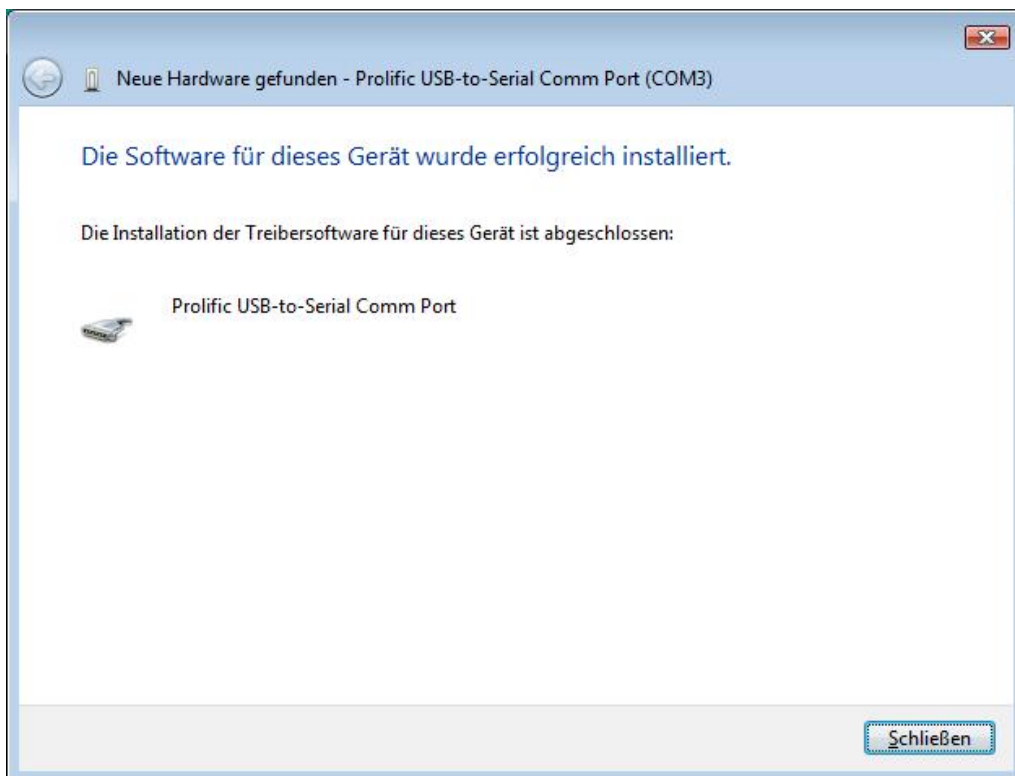 Neue Hardware gefunden - Prolific USB-to-Serial Comm Port (COM3)
Die Software für dieses Gerät wurde erfolgreich installiert.
Die Installation der Treibersoftware für dieses Gerät ist abgeschlossen:
Prolific USB-to-Serial Comm Port
Schließen